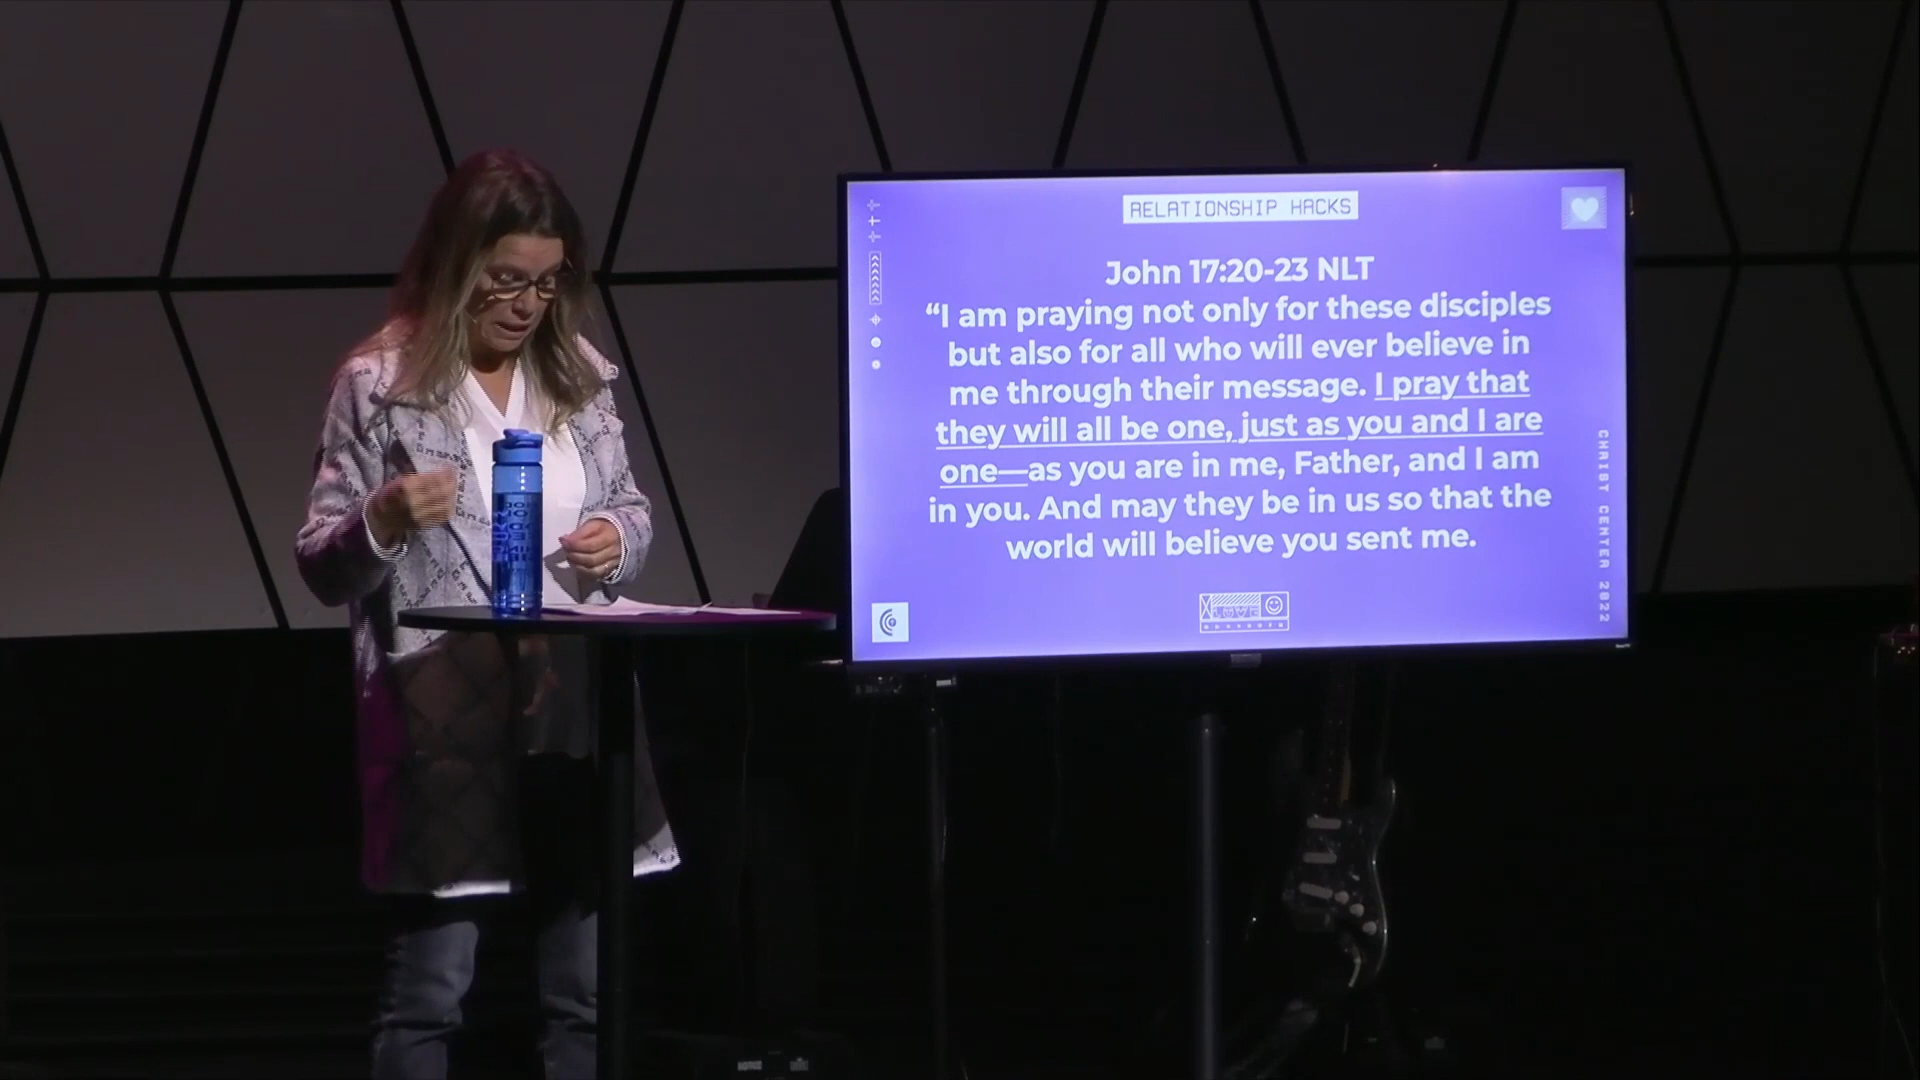 RELATIONSHIP HACKS
John 17:20-23 NLT
“I am praying not only for these disciples
but also for all who will ever believe in
me through their message. I pray that
they will all be one, just as you and I are
one—as you are in me, Father, and I am
in you. And may they be in us so that the
world will believe you sent me.
CHRIST CENTER 2022